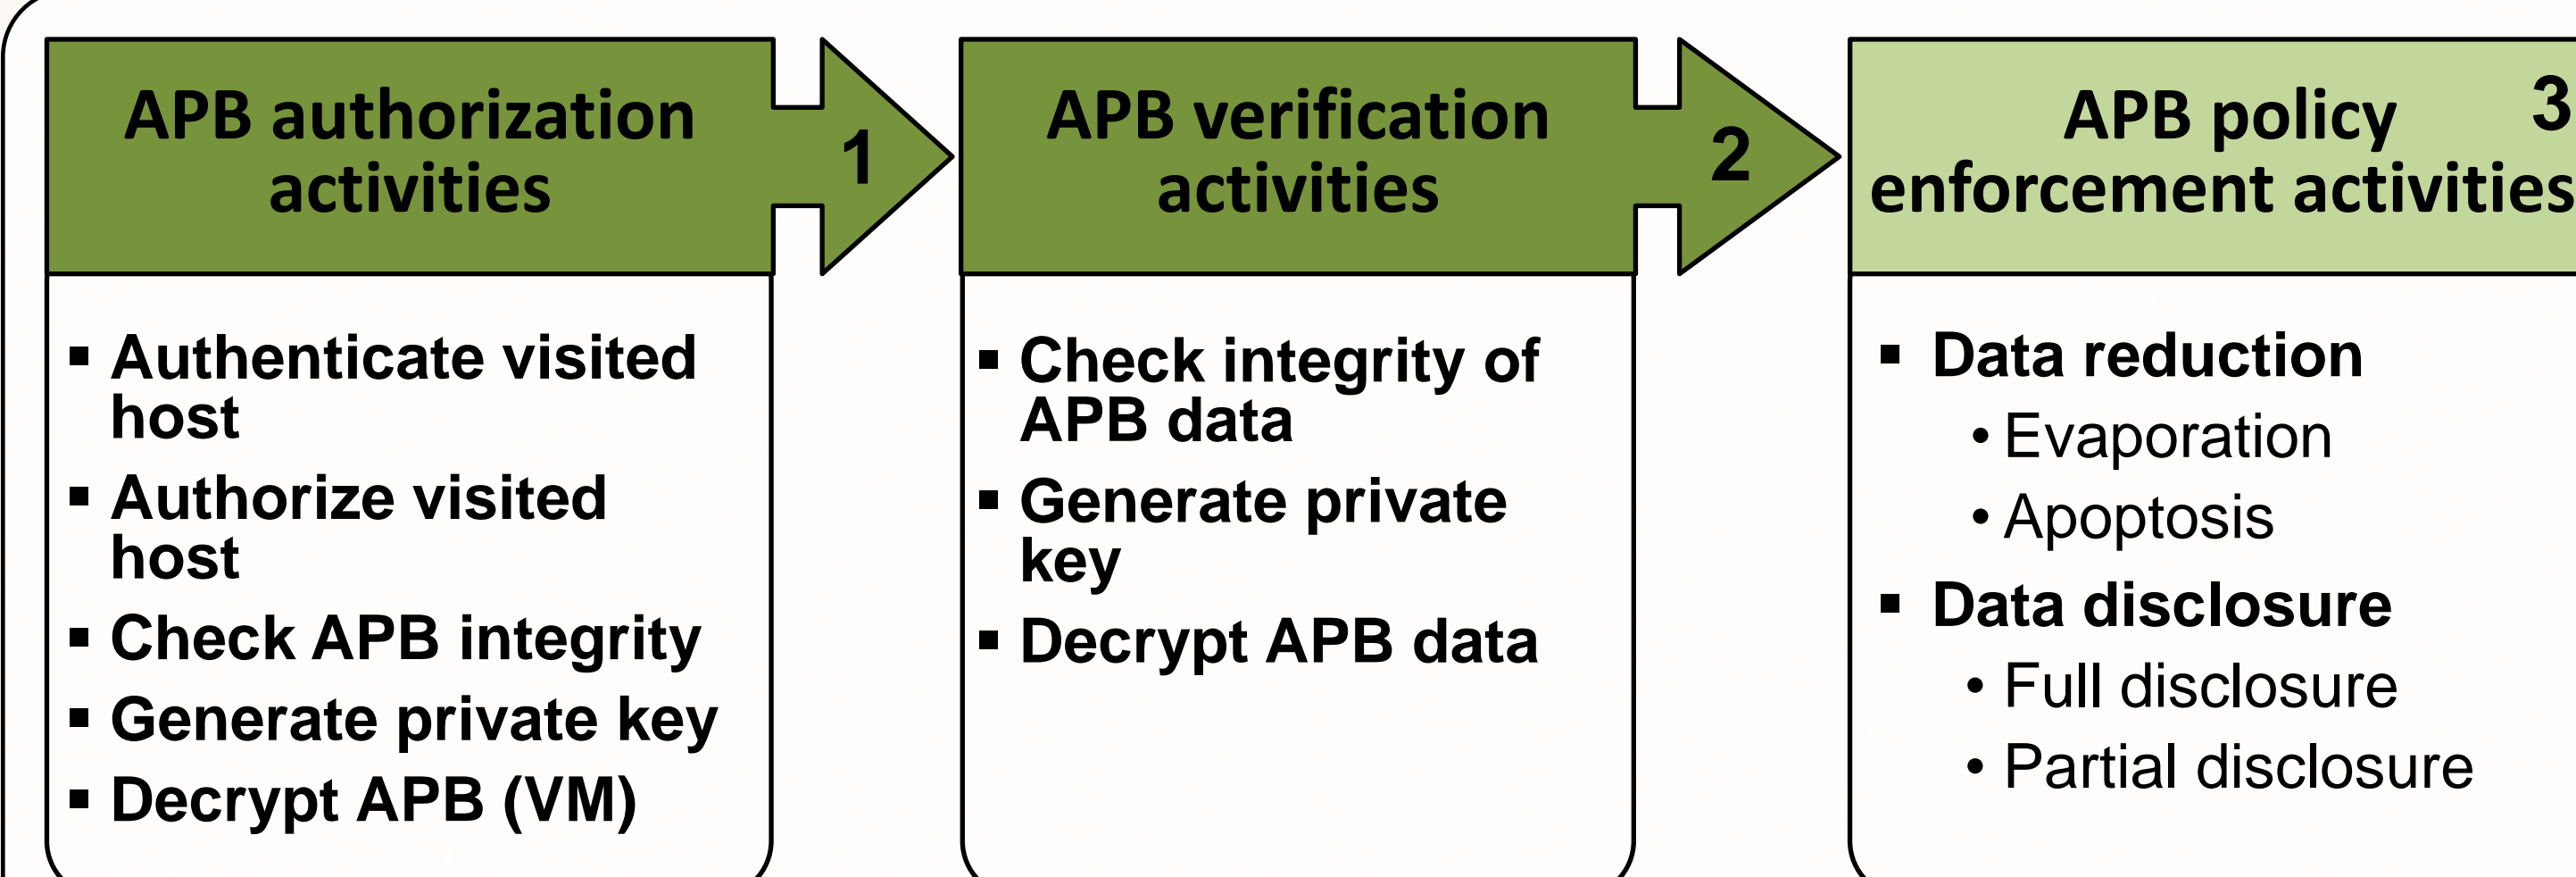 APB authorization
activities
1
▪ Authenticate visited
host
▪ Authorize visited
host
▪ Check APB integrity
▪ Generate private key
▪ Decrypt APB (VM)
APB verification
activities
2
▪ Check integrity of
APB data
▪ Generate private
key
▪ Decrypt APB data
APB policy 3
enforcement activities
▪ Data reduction
• Evaporation
• Apoptosis
▪ Data disclosure
• Full disclosure
• Partial disclosure